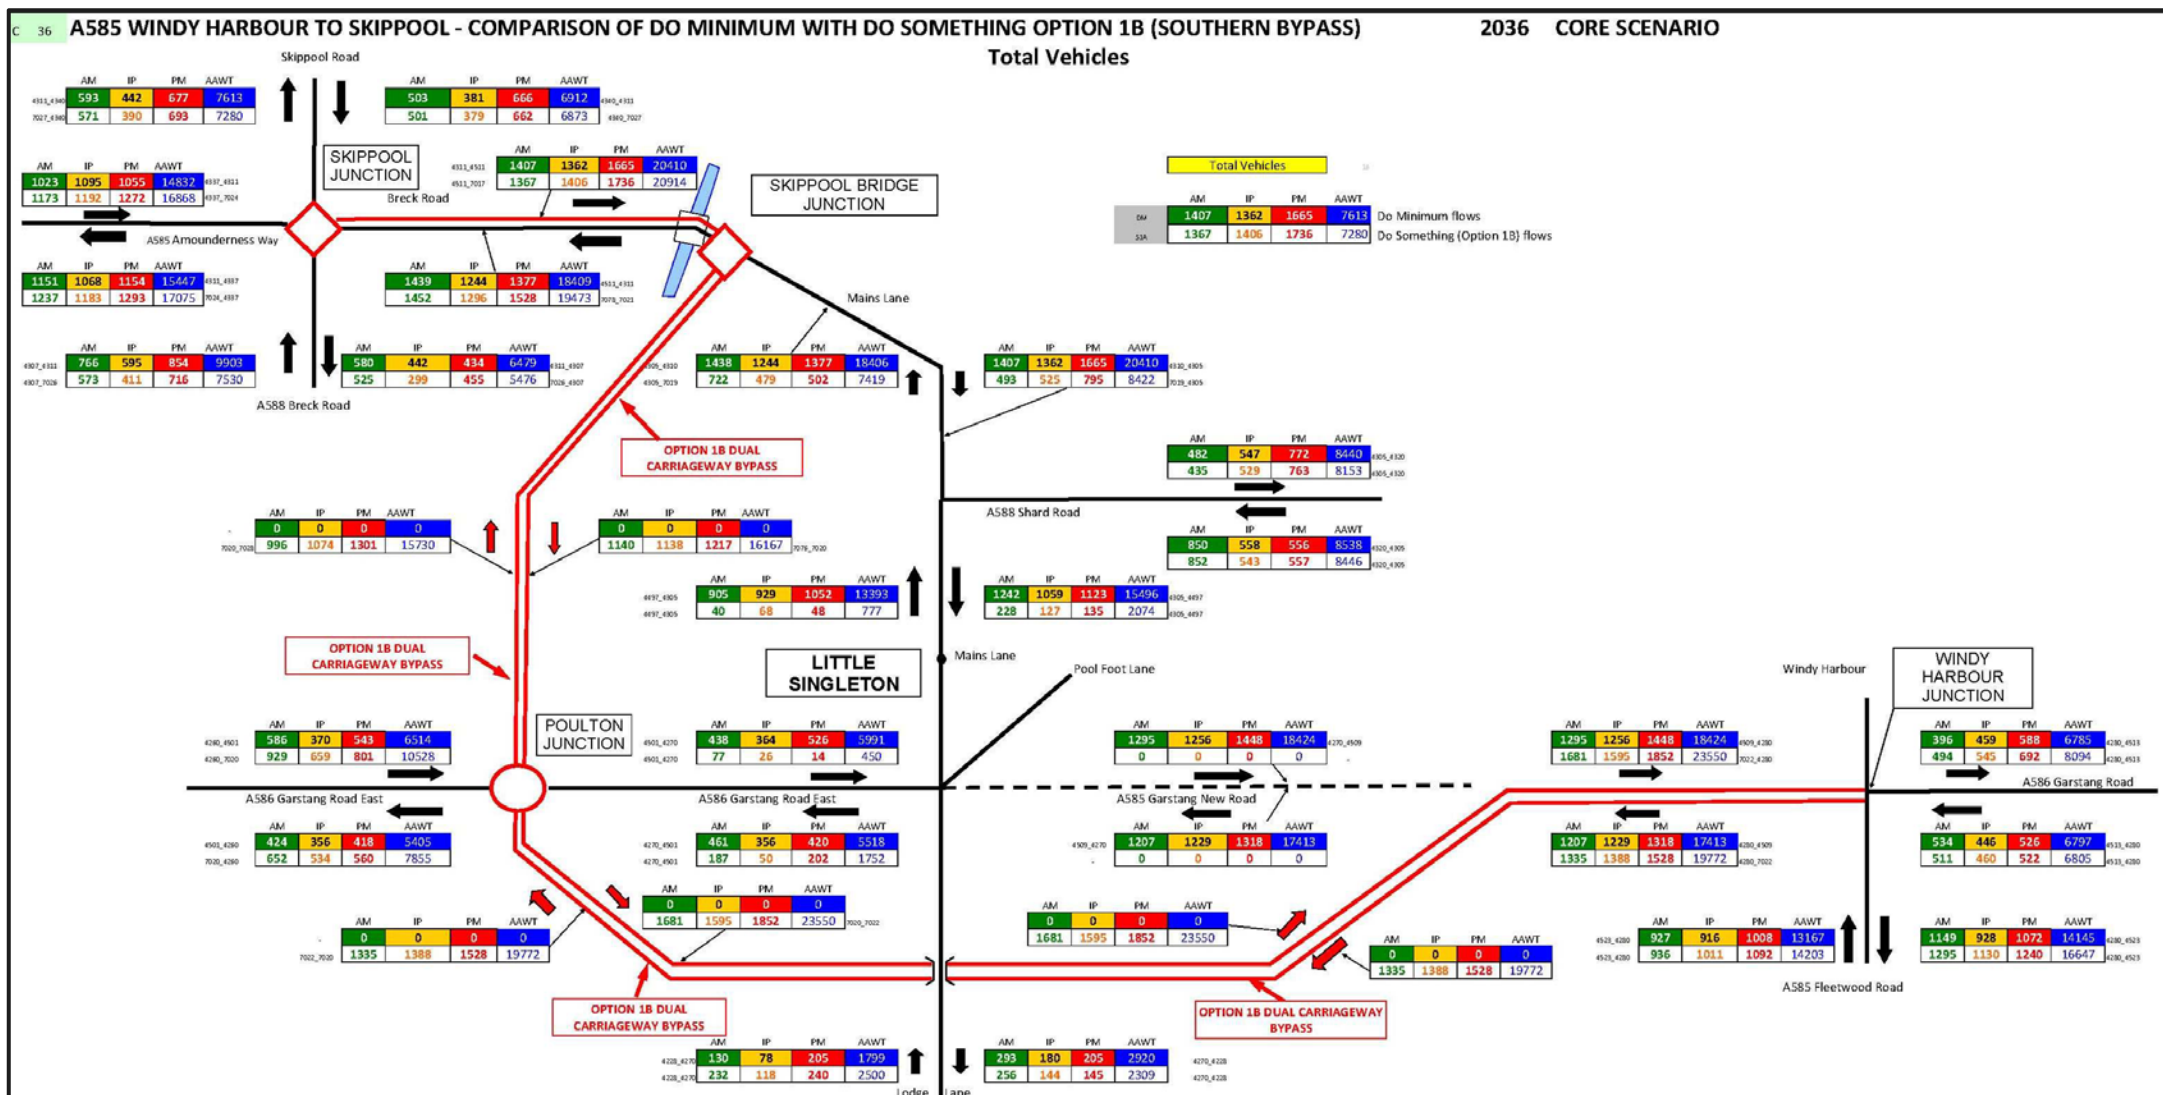 C 36 A585 WINDY HARBOUR TO SKIPPOOL - COMPARISON OF DO MINIMUM WITH DO SOMETHING OPTION 1B (SOUTHERN BYPASS) 2036 CORE SCENARIO
Total Vehicles
Skippool Road
AM IP PM AAWT
593 442 677 7613
571 390 693 7280
AM IP PM AAWT
503 381 666 6912
501 379 662 6873
SKIPPOOL
JUNCTION
AM IP PM AAWT
1023 1095 1055 14832
1173 1192 1272 16868
AM IP PM AAWT
1407 1362 1665 20410
1367 1406 1736 20914
Breck Road
SKIPPOOL BRIDGE
JUNCTION
Total Vehicles
1407 1362 1665 7613 Do Minimum flows
1367 1406 1736 7280 Do Something (Option 1B) flows
A585 Amounderness Way
AM IP PM AAWT
1151 1068 1154 15447
1237 1183 1293 17075
AM IP PM AAWT
1439 1244 1377 18409
1452 1296 1528 19473
Mains Lane
AM IP PM AAWT
766 595 854 9903
573 411 716 7530
AM IP PM AAWT
580 442 434 6479
525 299 455 5476
AM IP PM AAWT
1438 1244 1377 18406
722 479 502 7419
AM IP PM AAWT
1407 1362 1665 20410
493 525 795 8422
A588 Breck Road
OPTION 1B DUAL
CARRIAGEWAY BYPASS
AM IP PM AAWT
482 547 772 8440
435 529 763 8153
A588 Shard Road
AM IP PM AAWT
0 0 0 0
996 1074 1301 15730
AM IP PM AAWT
0 0 0 0
1140 1138 1217 16167
AM IP PM AAWT
850 558 556 8538
852 543 557 8446
AM IP PM AAWT
905 929 1052 13393
40 68 48 777
AM IP PM AAWT
1242 1059 1123 15496
228 127 135 2074
OPTION 1B DUAL
CARRIAGEWAY BYPASS
LITTLE
SINGLETON
Mains Lane
Pool Foot Lane
Windy Harbour
WINDY
HARBOUR
JUNCTION
POULTON
JUNCTION
AM IP PM AAWT
586 370 543 6514
929 659 801 10528
AM IP PM AAWT
438 364 526 5991
77 26 14 450
AM IP PM AAWT
1295 1256 1448 18424
0 0 0 0
AM IP PM AAWT
1295 1256 1448 18424
1681 1595 1852 23550
AM IP PM AAWT
396 459 588 6785
494 545 692 8094
A586 Garstang Road East
A586 Garstang Road East
A585 Garstang New Road
A586 Garstang Road
AM IP PM AAWT
424 356 418 5405
652 534 560 7855
AM IP PM AAWT
461 356 420 5518
187 50 202 1752
AM IP PM AAWT
1207 1229 1318 17413
0 0 0 0
AM IP PM AAWT
1207 1229 1318 17413
1335 1388 1528 19772
AM IP PM AAWT
534 446 526 6797
511 460 522 6805
AM IP PM AAWT
0 0 0 0
1681 1595 1852 23550
AM IP PM AAWT
0 0 0 0
1335 1388 1528 19772
AM IP PM AAWT
0 0 0 0
1681 1595 1852 23550
AM IP PM AAWT
0 0 0 0
1335 1388 1528 19772
AM IP PM AAWT
927 916 1008 13167
936 1011 1092 14203
AM IP PM AAWT
1149 928 1072 14145
1295 1130 1240 16647
A585 Fleetwood Road
OPTION 1B DUAL
CARRIAGEWAY BYPASS
OPTION 1B DUAL CARRIAGEWAY
BYPASS
AM IP PM AAWT
130 78 205 1799
232 118 240 2500
AM IP PM AAWT
293 180 205 2920
256 144 145 2309
Lodge Lane